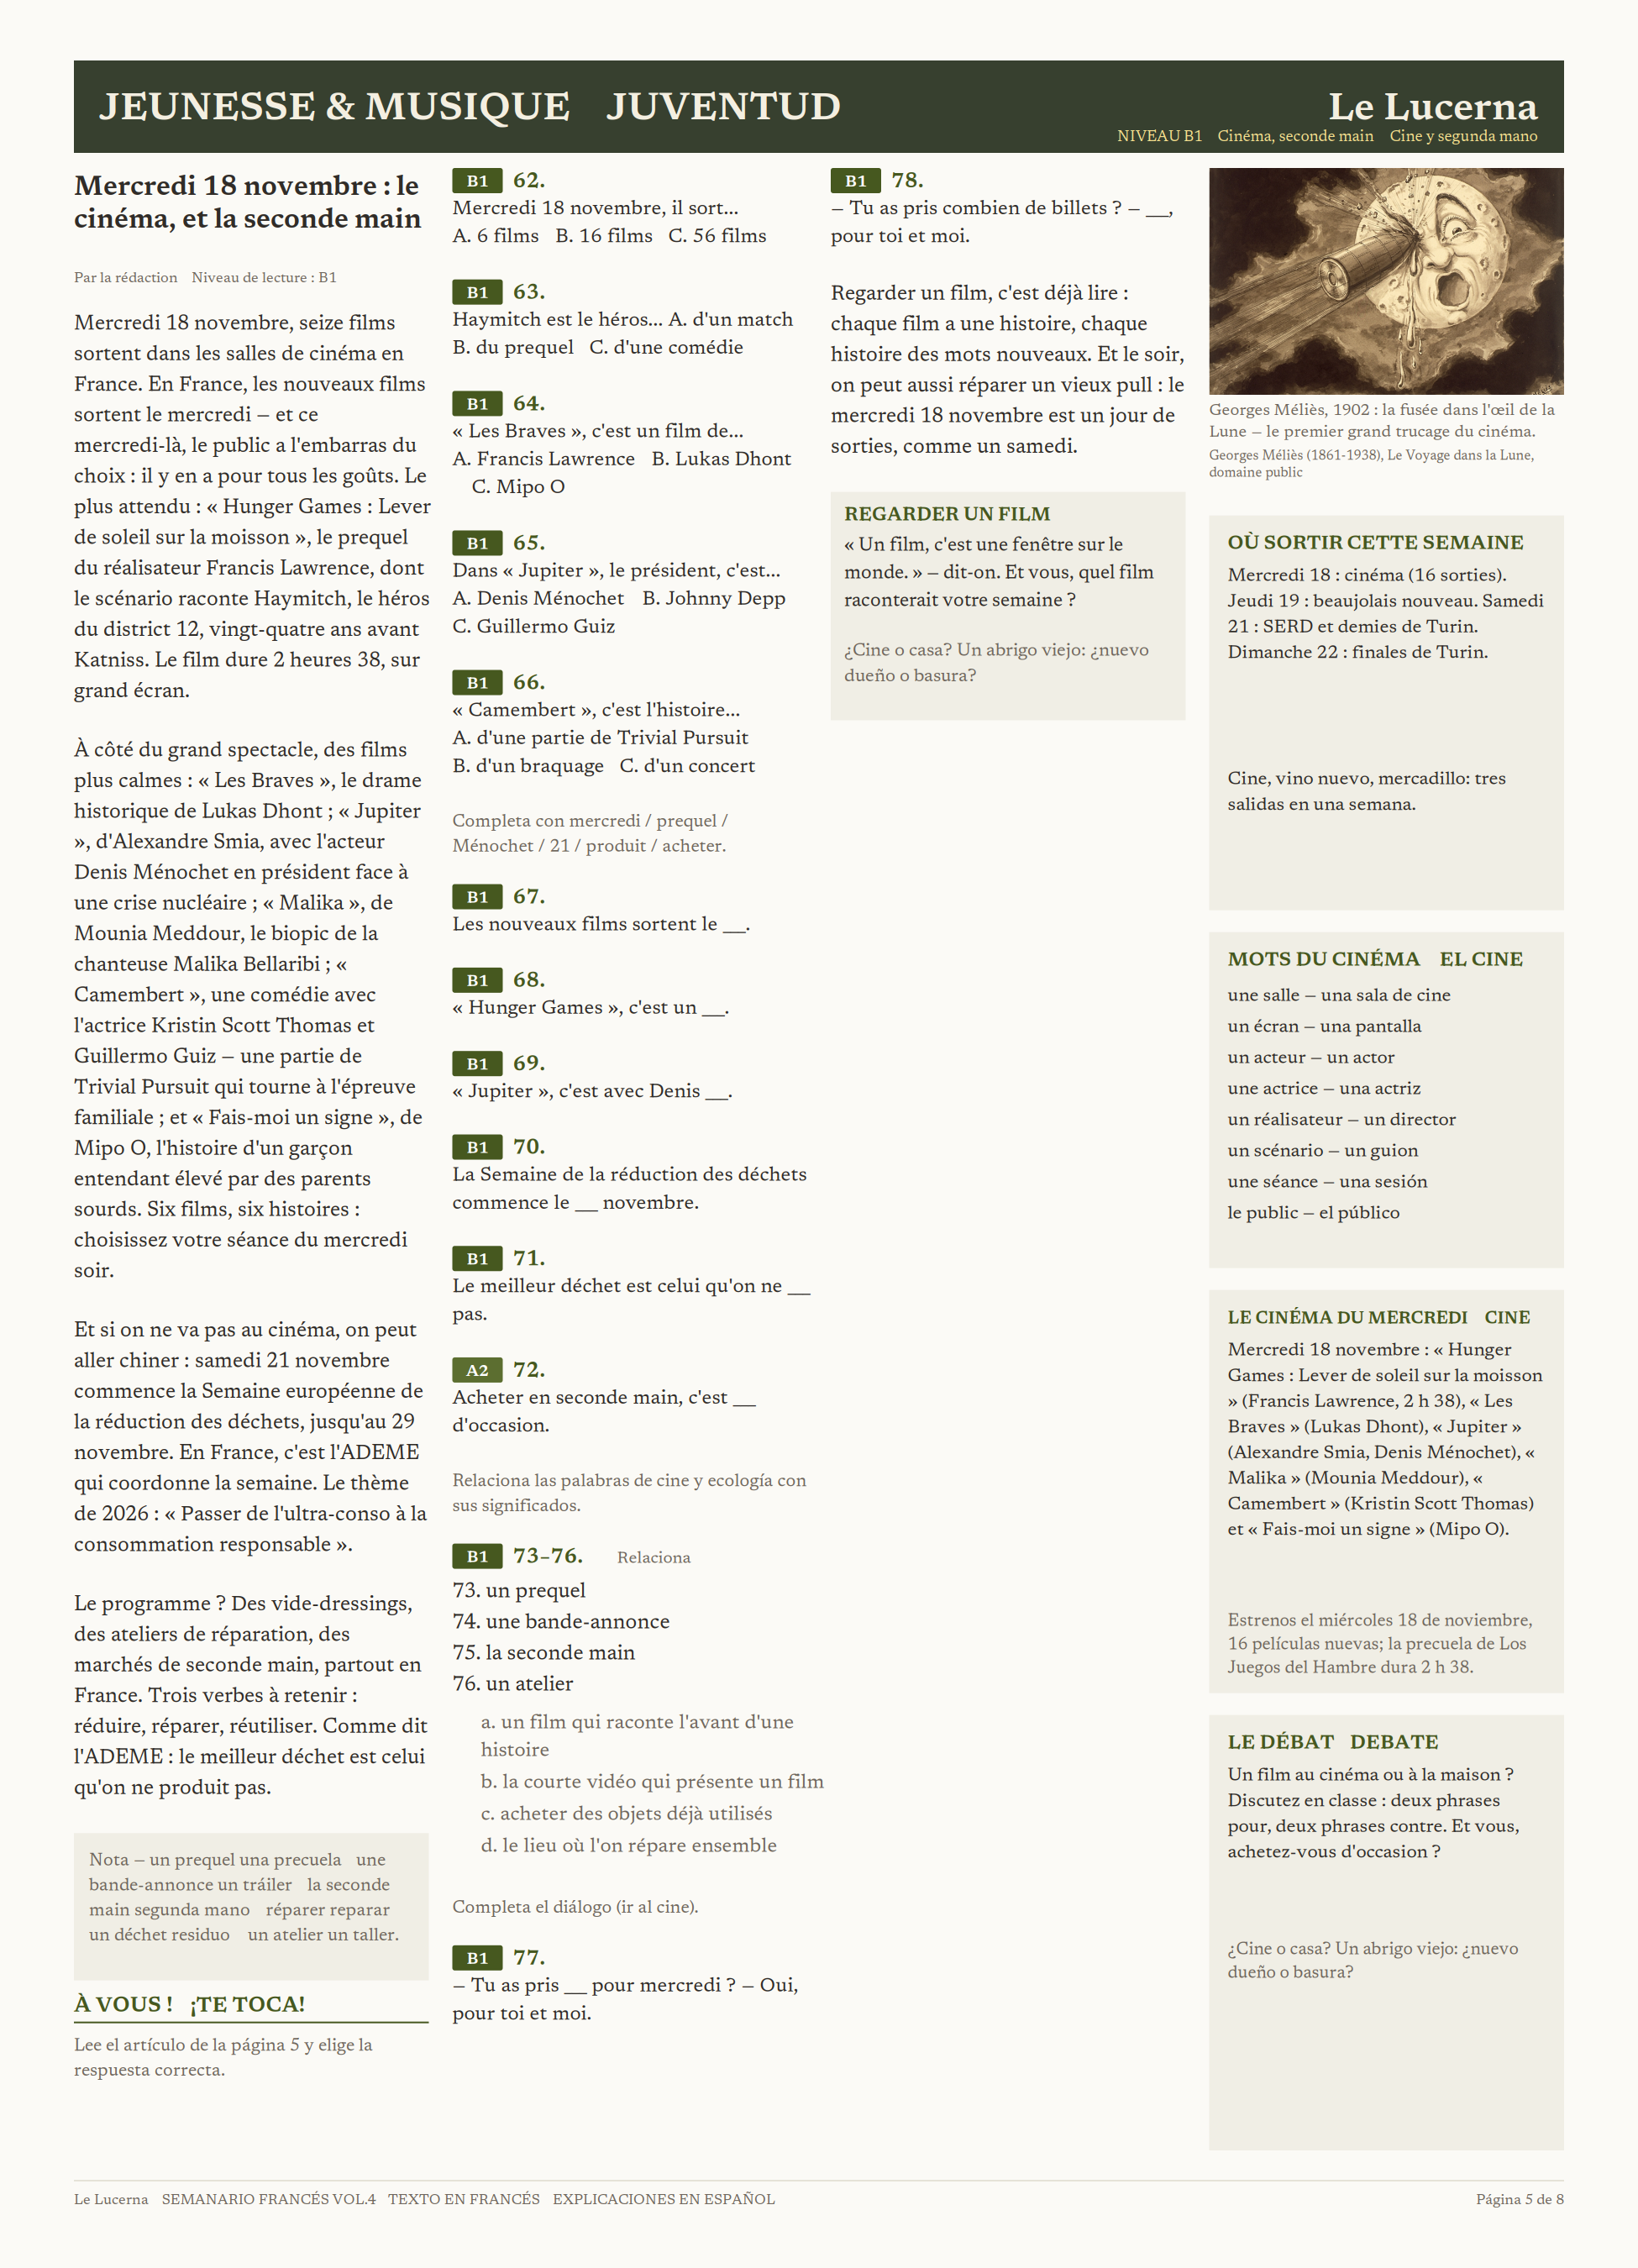 JEUNESSE & MUSIQUE JUVENTUD
Le Lucerna
NIVEAU B1 Cinéma, seconde main Cine y segunda mano
Mercredi 18 novembre : le
cinéma, et la seconde main
Par la rédaction Niveau de lecture : B1
Mercredi 18 novembre, seize films
sortent dans les salles de cinéma en
France. En France, les nouveaux films
sortent le mercredi – et ce
mercredi-là, le public a l'embarras du
choix : il y en a pour tous les goûts. Le
plus attendu : « Hunger Games : Lever
de soleil sur la moisson », le prequel
du réalisateur Francis Lawrence, dont
le scénario raconte Haymitch, le héros
du district 12, vingt-quatre ans avant
Katniss. Le film dure 2 heures 38, sur
grand écran.
À côté du grand spectacle, des films
plus calmes : « Les Braves », le drame
historique de Lukas Dhont ; « Jupiter
», d'Alexandre Smia, avec l'acteur
Denis Ménochet en président face à
une crise nucléaire ; « Malika », de
Mounia Meddour, le biopic de la
chanteuse Malika Bellaribi ; «
Camembert », une comédie avec
l'actrice Kristin Scott Thomas et
Guillermo Guiz – une partie de
Trivial Pursuit qui tourne à l'épreuve
familiale ; et « Fais-moi un signe », de
Mipo O, l'histoire d'un garçon
entendant élevé par des parents
sourds. Six films, six histoires :
choisissez votre séance du mercredi
soir.
Et si on ne va pas au cinéma, on peut
aller chiner : samedi 21 novembre
commence la Semaine européenne de
la réduction des déchets, jusqu'au 29
novembre. En France, c'est l'ADEME
qui coordonne la semaine. Le thème
de 2026 : « Passer de l'ultra-conso à la
consommation responsable ».
Le programme ? Des vide-dressings,
des ateliers de réparation, des
marchés de seconde main, partout en
France. Trois verbes à retenir :
réduire, réparer, réutiliser. Comme dit
l'ADEME : le meilleur déchet est celui
qu'on ne produit pas.
Nota – un prequel una precuela une
bande-annonce un tráiler la seconde
main segunda mano réparer reparar
un déchet residuo un atelier un taller.
À VOUS ! ¡TE TOCA!
Lee el artículo de la página 5 y elige la
respuesta correcta.
B1 62.
Mercredi 18 novembre, il sort...
A. 6 films B. 16 films C. 56 films
B1 63.
Haymitch est le héros... A. d'un match
B. du prequel C. d'une comédie
B1 64.
« Les Braves », c'est un film de...
A. Francis Lawrence B. Lukas Dhont
C. Mipo O
B1 65.
Dans « Jupiter », le président, c'est...
A. Denis Ménochet B. Johnny Depp
C. Guillermo Guiz
B1 66.
« Camembert », c'est l'histoire...
A. d'une partie de Trivial Pursuit
B. d'un braquage C. d'un concert
Completa con mercredi / prequel /
Ménochet / 21 / produit / acheter.
B1 67.
Les nouveaux films sortent le __.
B1 68.
« Hunger Games », c'est un __.
B1 69.
« Jupiter », c'est avec Denis __.
B1 70.
La Semaine de la réduction des déchets
commence le __ novembre.
B1 71.
Le meilleur déchet est celui qu'on ne __
pas.
A2 72.
Acheter en seconde main, c'est __
d'occasion.
Relaciona las palabras de cine y ecología con
sus significados.
B1 73–76. Relaciona
73. un prequel
74. une bande-annonce
75. la seconde main
76. un atelier
a. un film qui raconte l'avant d'une
histoire
b. la courte vidéo qui présente un film
c. acheter des objets déjà utilisés
d. le lieu où l'on répare ensemble
Completa el diálogo (ir al cine).
B1 77.
– Tu as pris __ pour mercredi ? – Oui,
pour toi et moi.
B1 78.
– Tu as pris combien de billets ? – __,
pour toi et moi.
Regarder un film, c'est déjà lire :
chaque film a une histoire, chaque
histoire des mots nouveaux. Et le soir,
on peut aussi réparer un vieux pull : le
mercredi 18 novembre est un jour de
sorties, comme un samedi.
REGARDER UN FILM
« Un film, c'est une fenêtre sur le
monde. » – dit-on. Et vous, quel film
raconterait votre semaine ?
¿Cine o casa? Un abrigo viejo: ¿nuevo
dueño o basura?
Georges Méliès, 1902 : la fusée dans l'œil de la
Lune – le premier grand trucage du cinéma.
Georges Méliès (1861-1938), Le Voyage dans la Lune,
domaine public
OÙ SORTIR CETTE SEMAINE
Mercredi 18 : cinéma (16 sorties).
Jeudi 19 : beaujolais nouveau. Samedi
21 : SERD et demies de Turin.
Dimanche 22 : finales de Turin.
Cine, vino nuevo, mercadillo: tres
salidas en una semana.
MOTS DU CINÉMA EL CINE
une salle – una sala de cine
un écran – una pantalla
un acteur – un actor
une actrice – una actriz
un réalisateur – un director
un scénario – un guion
une séance – una sesión
le public – el público
LE CINÉMA DU MERCREDI CINE
Mercredi 18 novembre : « Hunger
Games : Lever de soleil sur la moisson
» (Francis Lawrence, 2 h 38), « Les
Braves » (Lukas Dhont), « Jupiter »
(Alexandre Smia, Denis Ménochet), «
Malika » (Mounia Meddour), «
Camembert » (Kristin Scott Thomas)
et « Fais-moi un signe » (Mipo O).
Estrenos el miércoles 18 de noviembre,
16 películas nuevas; la precuela de Los
Juegos del Hambre dura 2 h 38.
LE DÉBAT DEBATE
Un film au cinéma ou à la maison ?
Discutez en classe : deux phrases
pour, deux phrases contre. Et vous,
achetez-vous d'occasion ?
¿Cine o casa? Un abrigo viejo: ¿nuevo
dueño o basura?
Le Lucerna SEMANARIO FRANCÉS VOL.4 TEXTO EN FRANCÉS EXPLICACIONES EN ESPAÑOL
Página 5 de 8